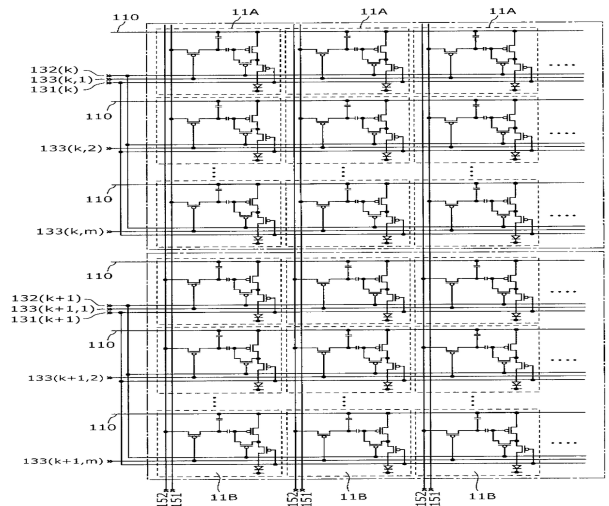 110 11A 11A 11A
132(k)
133(k,1)
131(k)
110
133(k,2)
110
133(k,m)
110
132(k+1)
133(k+1,1)
131(k+1)
110
133(k+1,2)
110
133(k+1,m)
11B 11B 11B
152 151 152 151 152 151